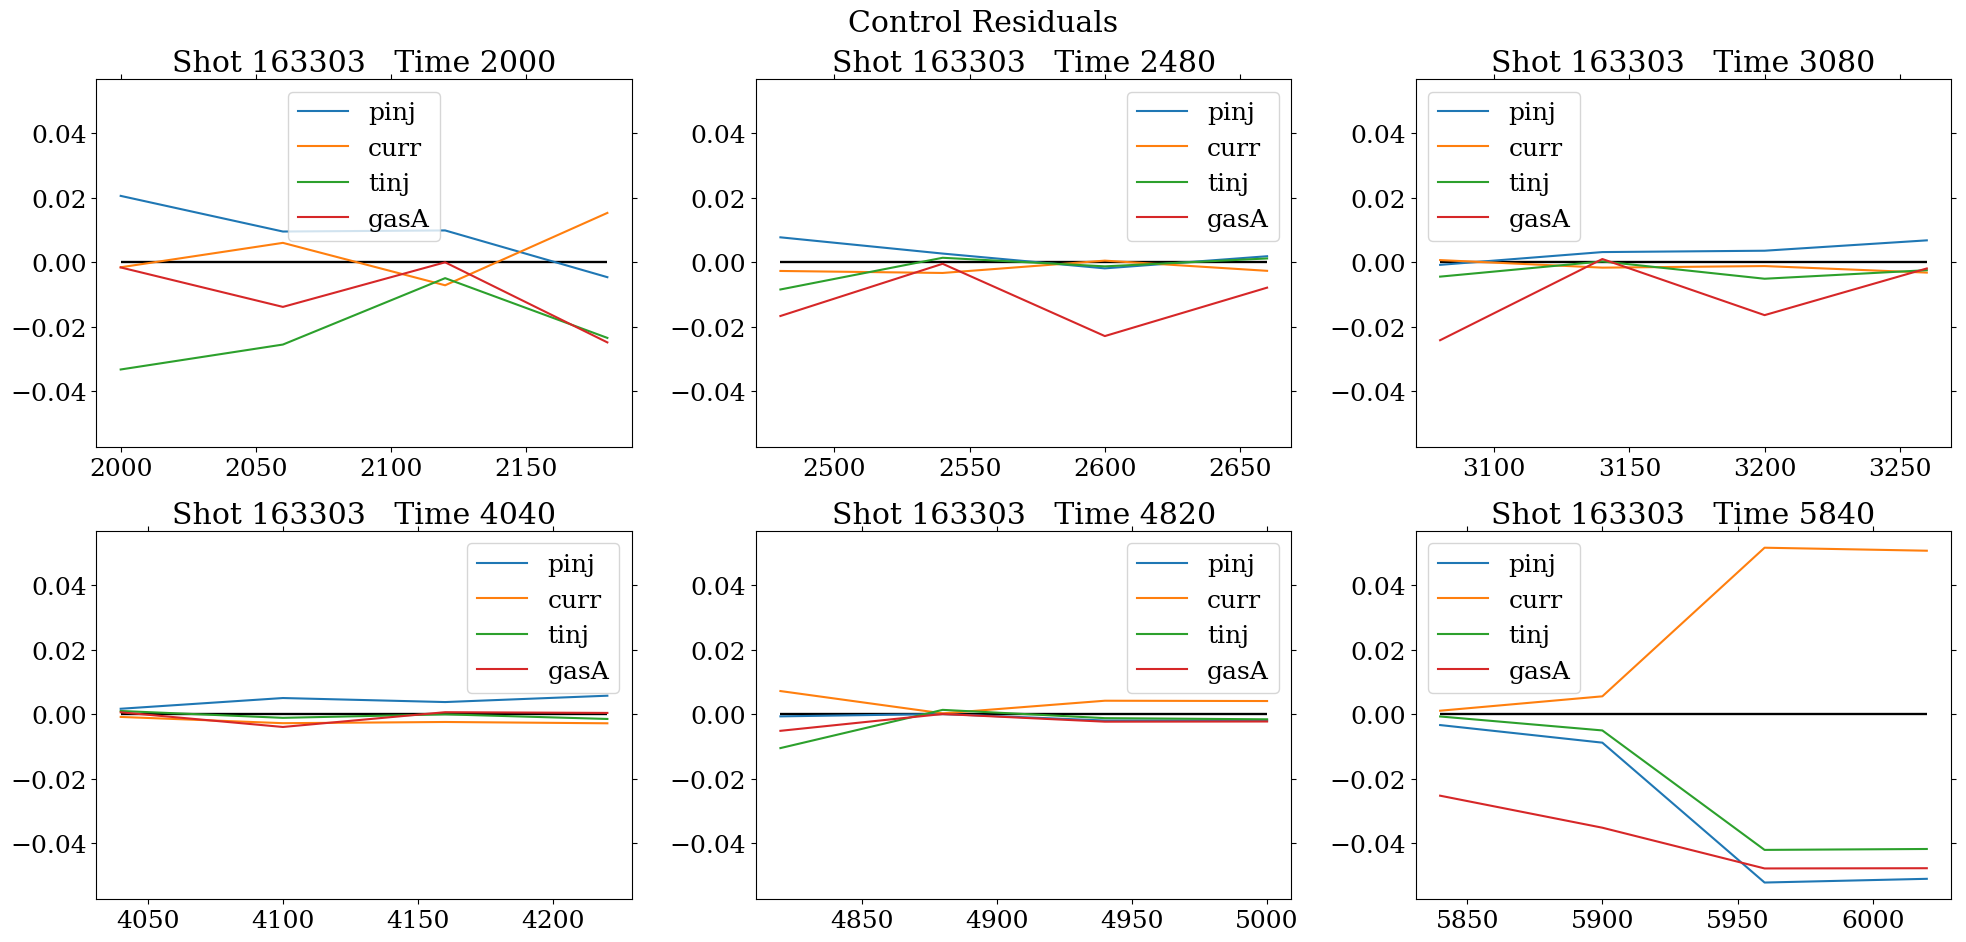 Control Residuals
Shot 163303 Time 2000
pinj
curr
tinj
gasA
0.04
0.02
0.00
−0.02
−0.04
2000 2050 2100 2150
Shot 163303 Time 2480
pinj
curr
tinj
gasA
0.04
0.02
0.00
−0.02
−0.04
2500 2550 2600 2650
Shot 163303 Time 3080
pinj
curr
tinj
gasA
0.04
0.02
0.00
−0.02
−0.04
3100 3150 3200 3250
Shot 163303 Time 4040
pinj
curr
tinj
gasA
0.04
0.02
0.00
−0.02
−0.04
4050 4100 4150 4200
Shot 163303 Time 4820
pinj
curr
tinj
gasA
0.04
0.02
0.00
−0.02
−0.04
4850 4900 4950 5000
Shot 163303 Time 5840
pinj
curr
tinj
gasA
0.04
0.02
0.00
−0.02
−0.04
5850 5900 5950 6000